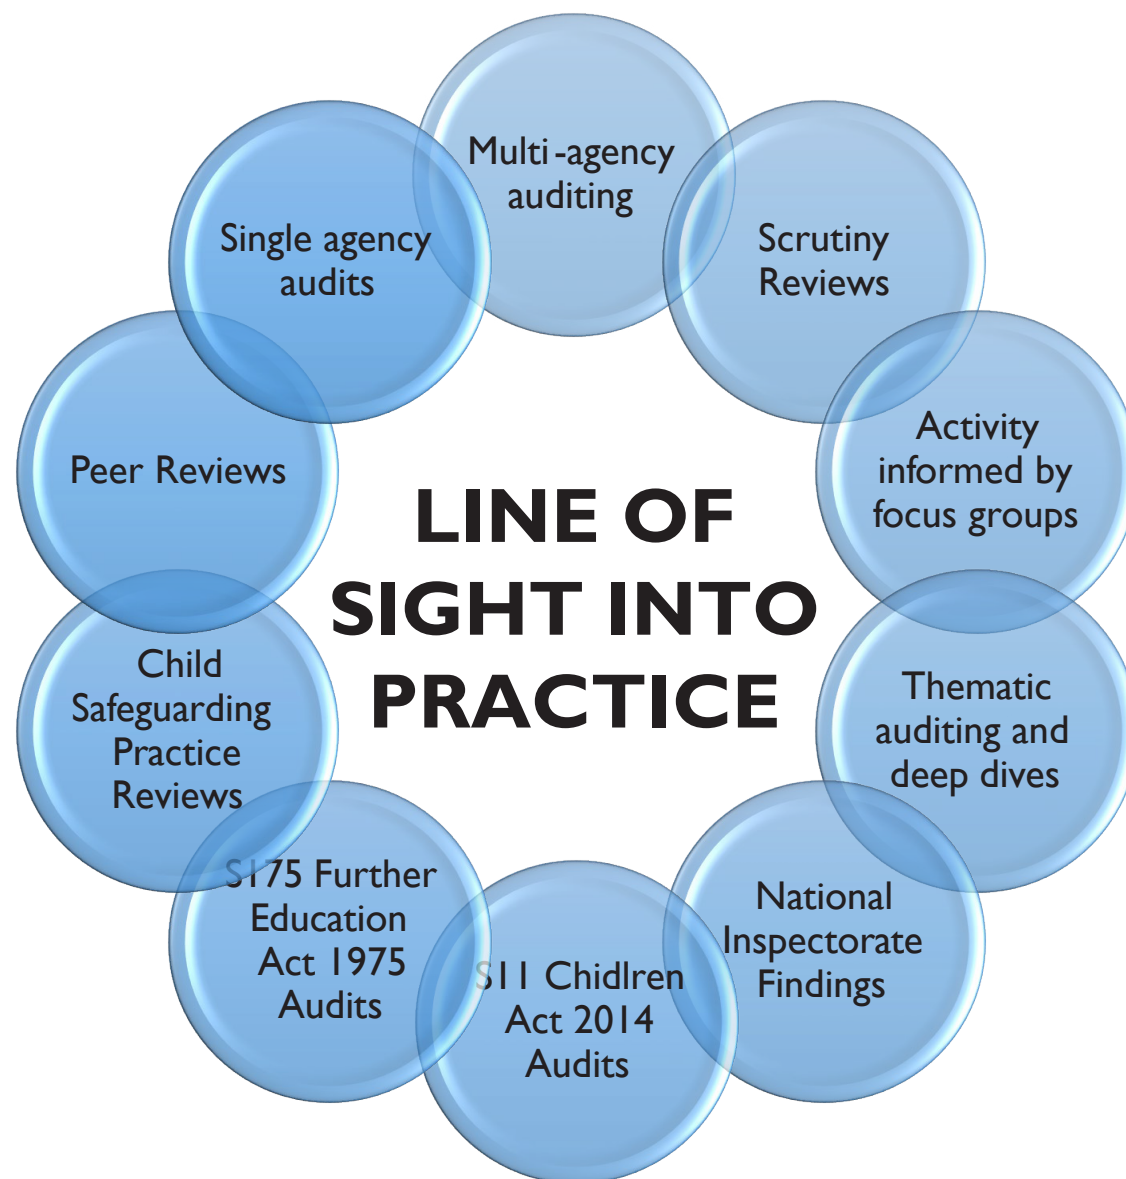 Multi-agency
auditing
Scrutiny
Reviews
Activity
informed by
focus groups
Thematic
auditing and
deep dives
National
Inspectorate
Findings
S11 Chidlren
Act 2014
Audits
S175 Further
Education
Act 1975
Audits
Child
Safeguarding
Practice
Reviews
Peer Reviews
Single agency
audits
LINE OF
SIGHT INTO
PRACTICE